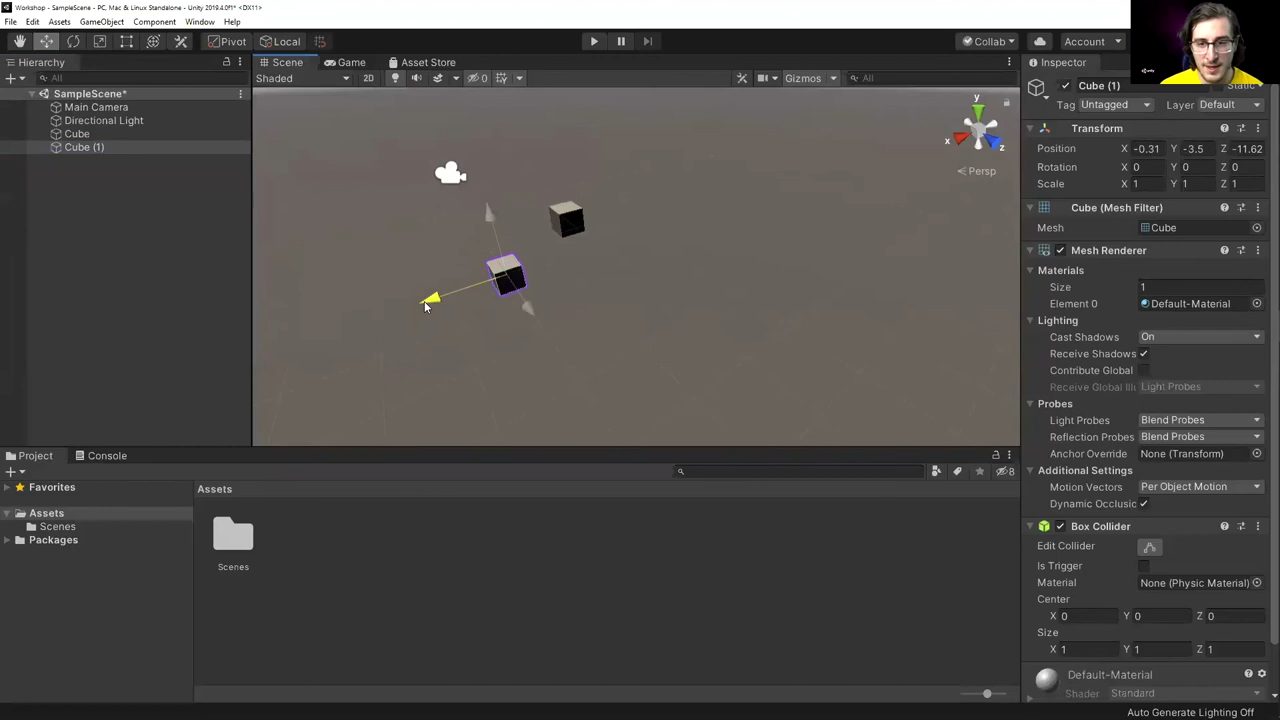 Workshop - SampleScene - PC, Mac & Linux Standalone - Unity 2019.4.0f1* <DX11>
File Edit Assets GameObject Component Window Help
Pivot Local Collab Account
Hierarchy
All
SampleScene*
Main Camera
Directional Light
Cube
Cube (1)
Scene Game Asset Store
Shaded 2D 0 Gizmos All
y
x z
Persp
Inspector
Cube (1) Static
Tag Untagged Layer Default
Transform
Position X -0.31 Y -3.5 Z -11.62
Rotation X 0 Y 0 Z 0
Scale X 1 Y 1 Z 1
Cube (Mesh Filter)
Mesh Cube
Mesh Renderer
Materials
Size 1
Element 0 Default-Material
Lighting
Cast Shadows On
Receive Shadows
Contribute Global
Receive Global Illu Light Probes
Probes
Light Probes Blend Probes
Reflection Probes Blend Probes
Anchor Override None (Transform)
Additional Settings
Motion Vectors Per Object Motion
Dynamic Occlusic
Box Collider
Edit Collider
Is Trigger
Material None (Physic Material)
Center
X 0 Y 0 Z 0
Size
X 1 Y 1 Z 1
Default-Material
Shader Standard
Project Console
8
Favorites
Assets
Scenes
Packages
Assets
Scenes
Auto Generate Lighting Off